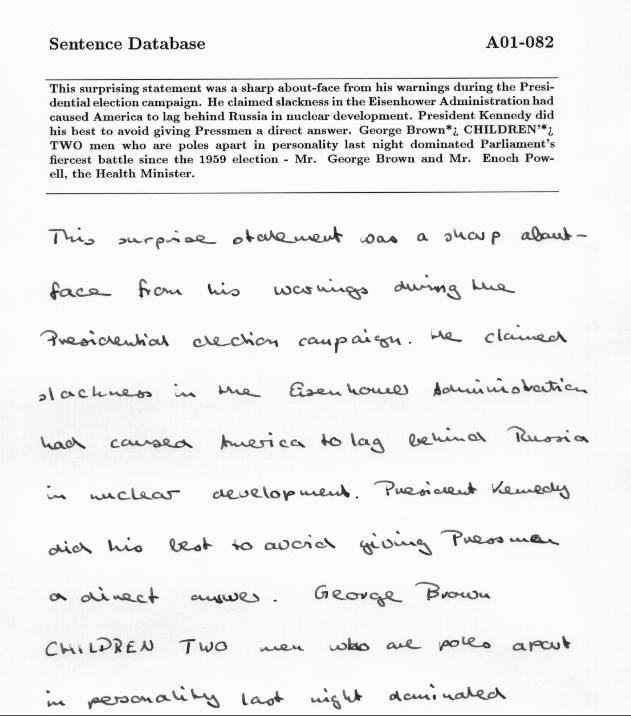 Sentence Database A01-082
This surprising statement was a sharp about-face from his warnings during the Presi-
dential election campaign. He claimed slackness in the Eisenhower Administration had
caused America to lag behind Russia in nuclear development. President Kennedy did
his best to avoid giving Pressmen a direct answer. George Brown*¿ CHILDREN'*¿
TWO men who are poles apart in personality last night dominated Parliament's
fiercest battle since the 1959 election - Mr. George Brown and Mr. Enoch Pow-
ell, the Health Minister.
This surprise statement was a sharp about-
face from his warnings during the
Presidential election campaign. He claimed
slackness in the Eisenhower Administration
had caused America to lag behind Russia
in nuclear development. President Kennedy
did his best to avoid giving Pressmen
a direct answer. George Brown
CHILDREN TWO men who are poles apart
in personality last night dominated